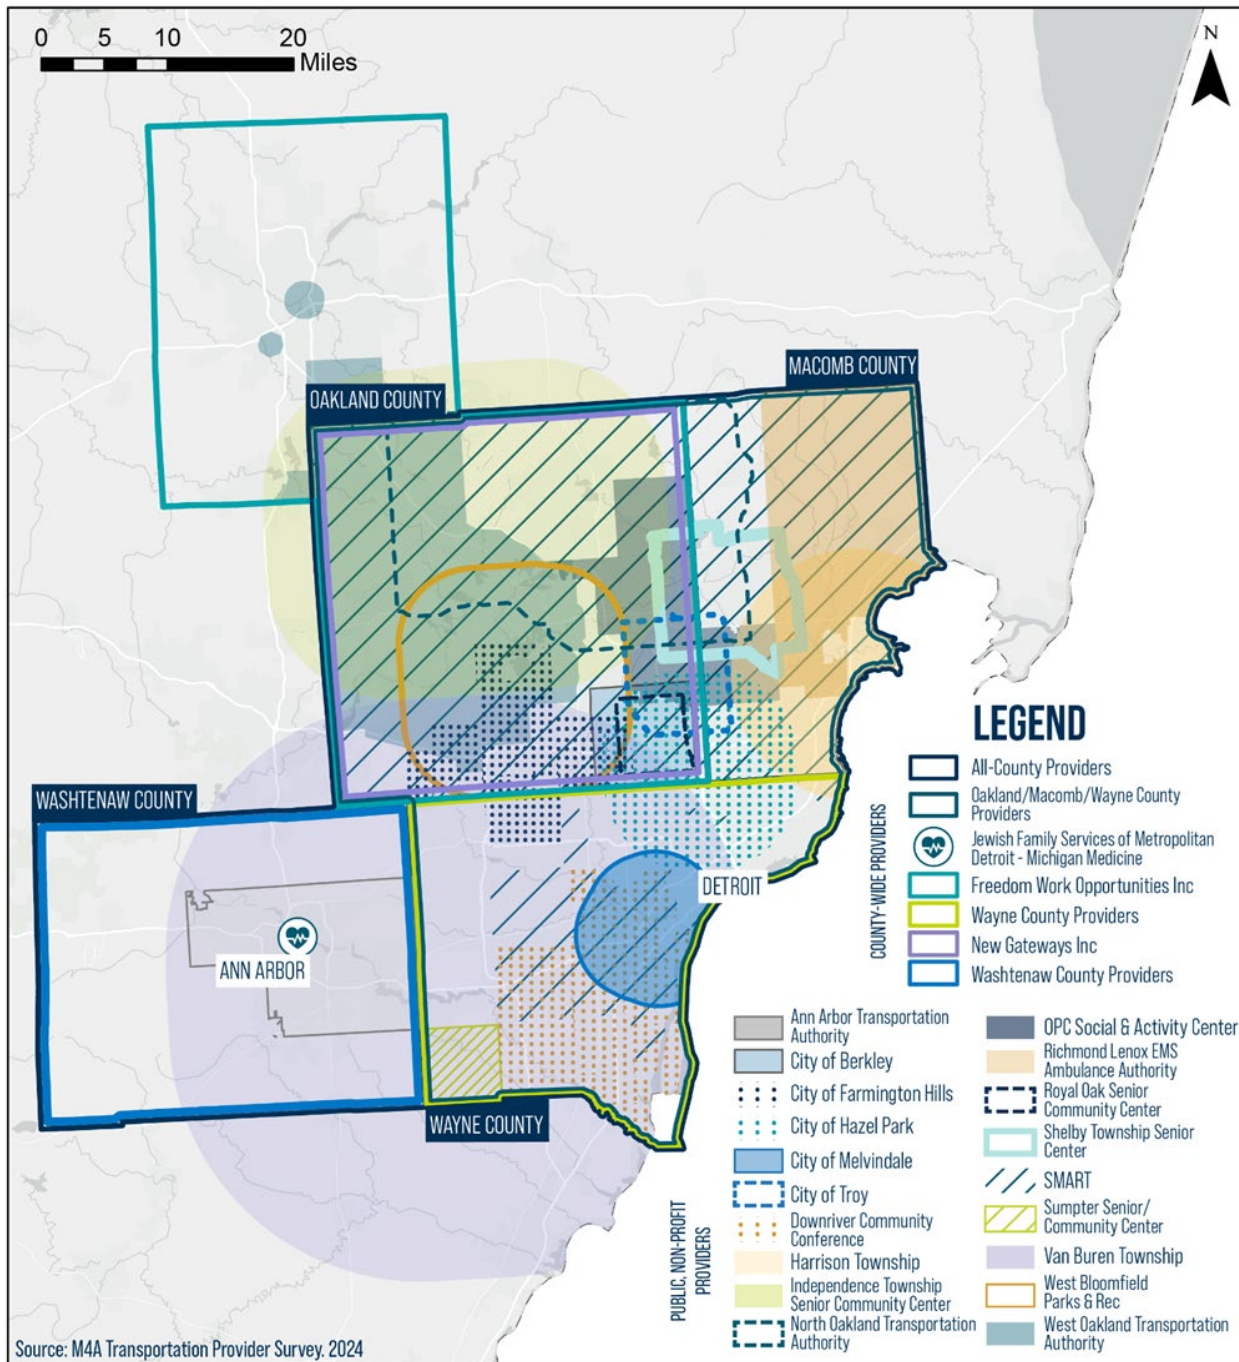 0 5 10 20
Miles
N
MACOMB COUNTY
OAKLAND COUNTY
WASHTENAW COUNTY
DETROIT
ANN ARBOR
WAYNE COUNTY
LEGEND
COUNTY-WIDE PROVIDERS
All-County Providers
Oakland/Macomb/Wayne County
Providers
Jewish Family Services of Metropolitan
Detroit - Michigan Medicine
Freedom Work Opportunities Inc
Wayne County Providers
New Gateways Inc
Washtenaw County Providers
PUBLIC, NON-PROFIT
PROVIDERS
Ann Arbor Transportation
Authority
City of Berkley
City of Farmington Hills
City of Hazel Park
City of Melvindale
City of Troy
Downriver Community
Conference
Harrison Township
Independence Township
Senior Community Center
North Oakland Transportation
Authority
OPC Social & Activity Center
Richmond Lenox EMS
Ambulance Authority
Royal Oak Senior
Community Center
Shelby Township Senior
Center
SMART
Sumpter Senior/
Community Center
Van Buren Township
West Bloomfield
Parks & Rec
West Oakland Transportation
Authority
Source: M4A Transportation Provider Survey. 2024